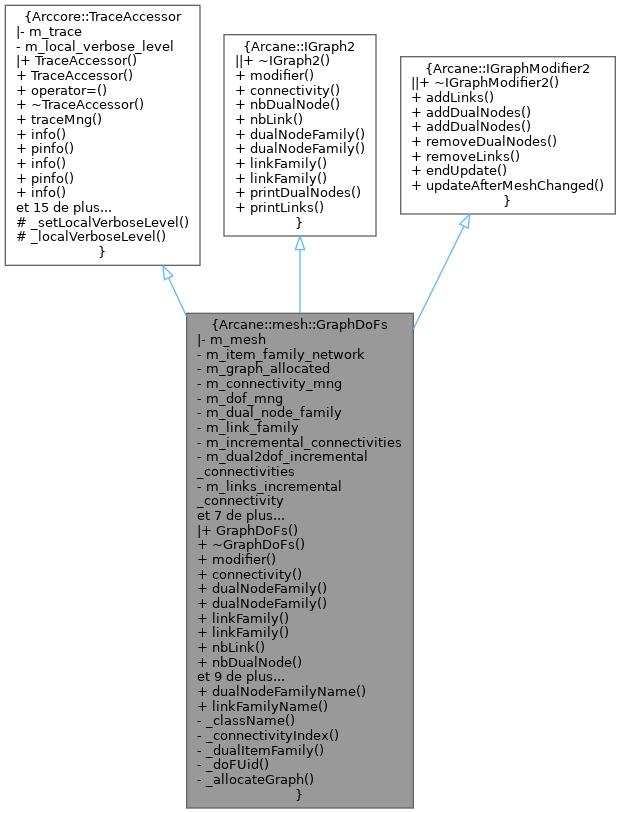 {Arccore::TraceAccessor
|- m_trace
- m_local_verbose_level
|+ TraceAccessor()
+ TraceAccessor()
+ operator=()
+ ~TraceAccessor()
+ traceMng()
+ info()
+ pinfo()
+ info()
+ pinfo()
+ info()
et 15 de plus...
# _setLocalVerboseLevel()
# _localVerboseLevel()
}
{Arcane::IGraph2
||+ ~IGraph2()
+ modifier()
+ connectivity()
+ nbDualNode()
+ nbLink()
+ dualNodeFamily()
+ dualNodeFamily()
+ linkFamily()
+ linkFamily()
+ printDualNodes()
+ printLinks()
}
{Arcane::IGraphModifier2
||+ ~IGraphModifier2()
+ addLinks()
+ addDualNodes()
+ addDualNodes()
+ removeDualNodes()
+ removeLinks()
+ endUpdate()
+ updateAfterMeshChanged()
}
{Arcane::mesh::GraphDoFs
|- m_mesh
- m_item_family_network
- m_graph_allocated
- m_connectivity_mng
- m_dof_mng
- m_dual_node_family
- m_link_family
- m_incremental_connectivities
- m_dual2dof_incremental
_connectivities
- m_links_incremental
_connectivity
et 7 de plus...
|+ GraphDoFs()
+ ~GraphDoFs()
+ modifier()
+ connectivity()
+ dualNodeFamily()
+ dualNodeFamily()
+ linkFamily()
+ linkFamily()
+ nbLink()
+ nbDualNode()
et 9 de plus...
+ dualNodeFamilyName()
+ linkFamilyName()
- _className()
- _connectivityIndex()
- _dualItemFamily()
- _doFUid()
- _allocateGraph()
}